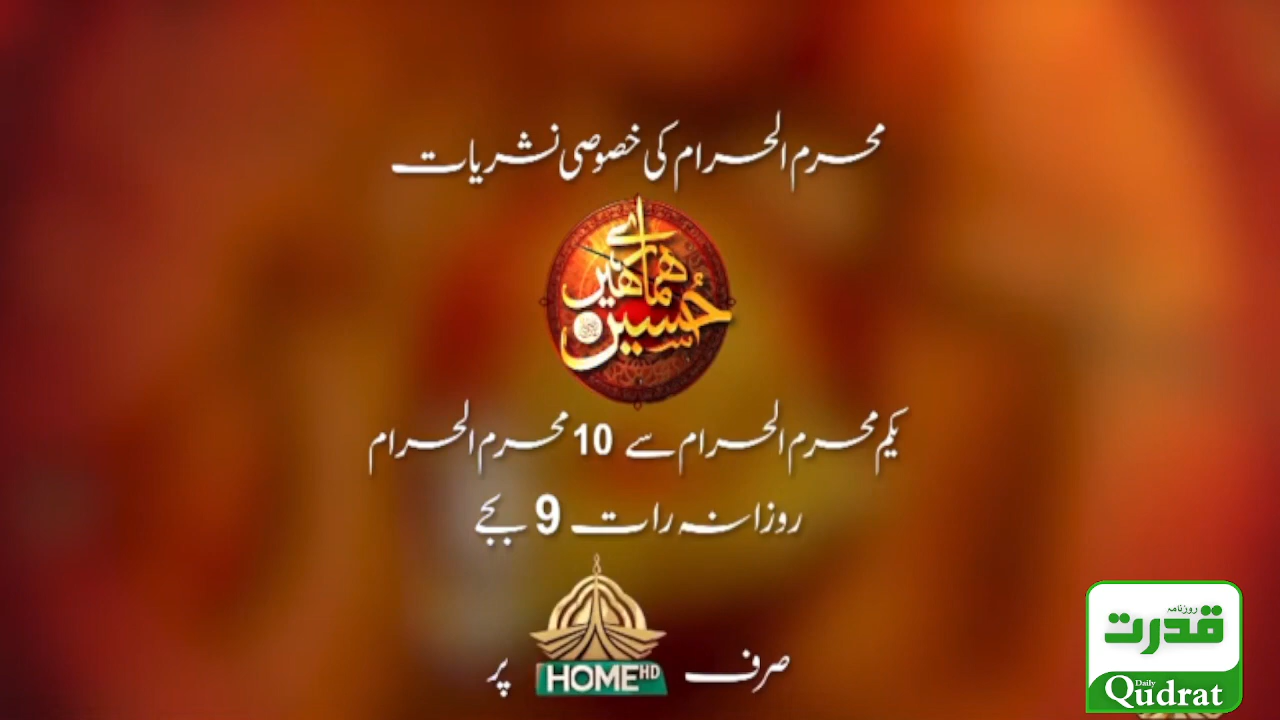 محرم الحرام کی خصوصی نشریات
ہمارے ہیں
حُسین
یکم محرم الحرام سے 10 محرم الحرام
روزانہ رات 9 بجے
صرف HOME HD پر
روزنامہ
قدرت
Daily
Qudrat